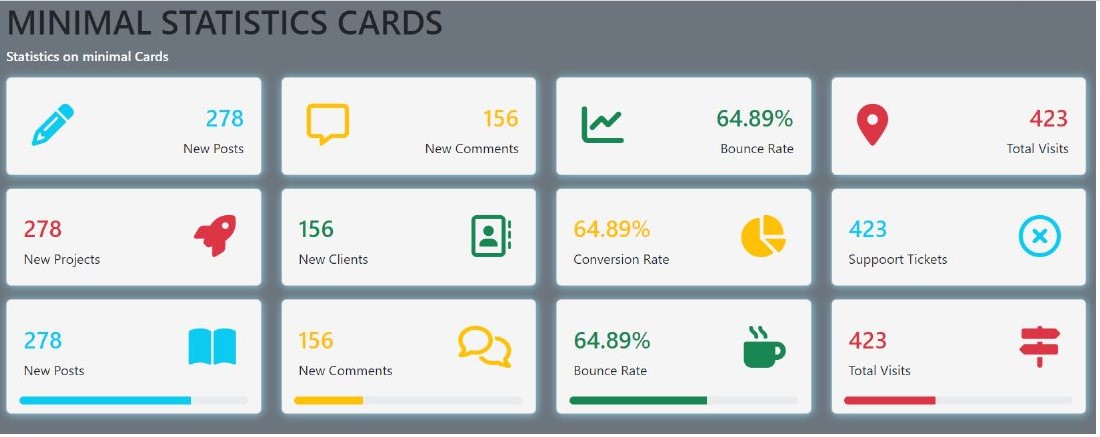 MINIMAL STATISTICS CARDS
Statistics on minimal Cards
278
New Posts
156
New Comments
64.89%
Bounce Rate
423
Total Visits
278
New Projects
156
New Clients
64.89%
Conversion Rate
423
Suppoort Tickets
278
New Posts
156
New Comments
64.89%
Bounce Rate
423
Total Visits